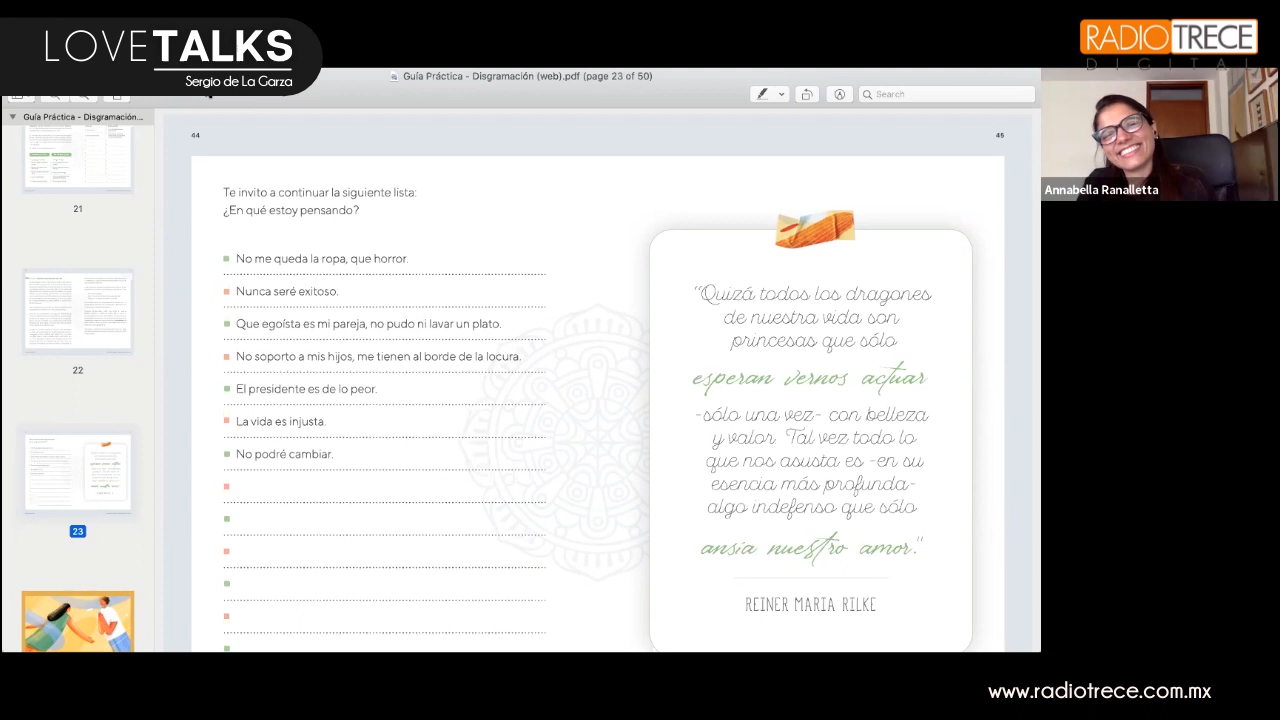 LOVETALKS
Sergio de La Garza
RADIOTRECE
DIGITAL
Guía Práctica - Disgramación (web).pdf (page 23 of 50)
Search
Guía Práctica - Disgramación...
21
22
23
44
45
Te invito a continuar la siguiente lista:
¿En qué estoy pensando?
No me queda la ropa, que horror.
Nunca seré exitoso.
Que egoísta es mi pareja, no pudo ni lavar un plato.
No soporto a mis hijos, me tienen al borde de la locura.
El presidente es de lo peor.
La vida es injusta.
No podré cambiar.
"Quizá todos los dragones
de nuestra vida son
princesas que sólo
esperan vernos actuar
-sólo una vez- con belleza
y valor. Tal vez todo lo
que nos asusta es -en su
esencia más profunda-
algo indefenso que sólo
ansía nuestro amor."
REINER MARIA RILKE
Annabella Ranalletta
www.radiotrece.com.mx